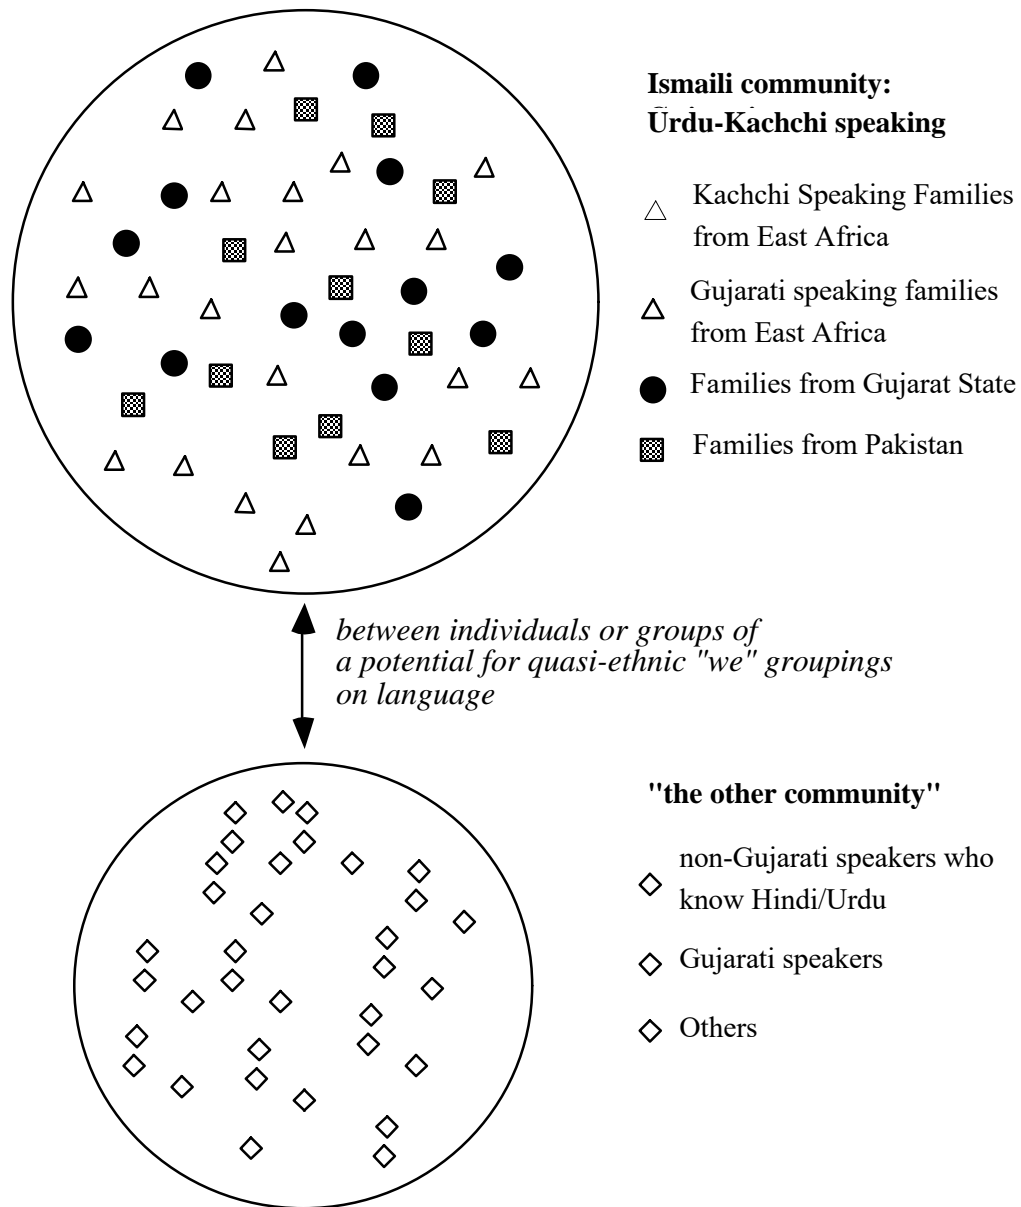 Ismaili community:
Urdu-Kachchi speaking
Kachchi Speaking Families
from East Africa
Gujarati speaking families
from East Africa
Families from Gujarat State
Families from Pakistan
between individuals or groups of
a potential for quasi-ethnic "we" groupings
on language
"the other community"
non-Gujarati speakers who
know Hindi/Urdu
Gujarati speakers
Others